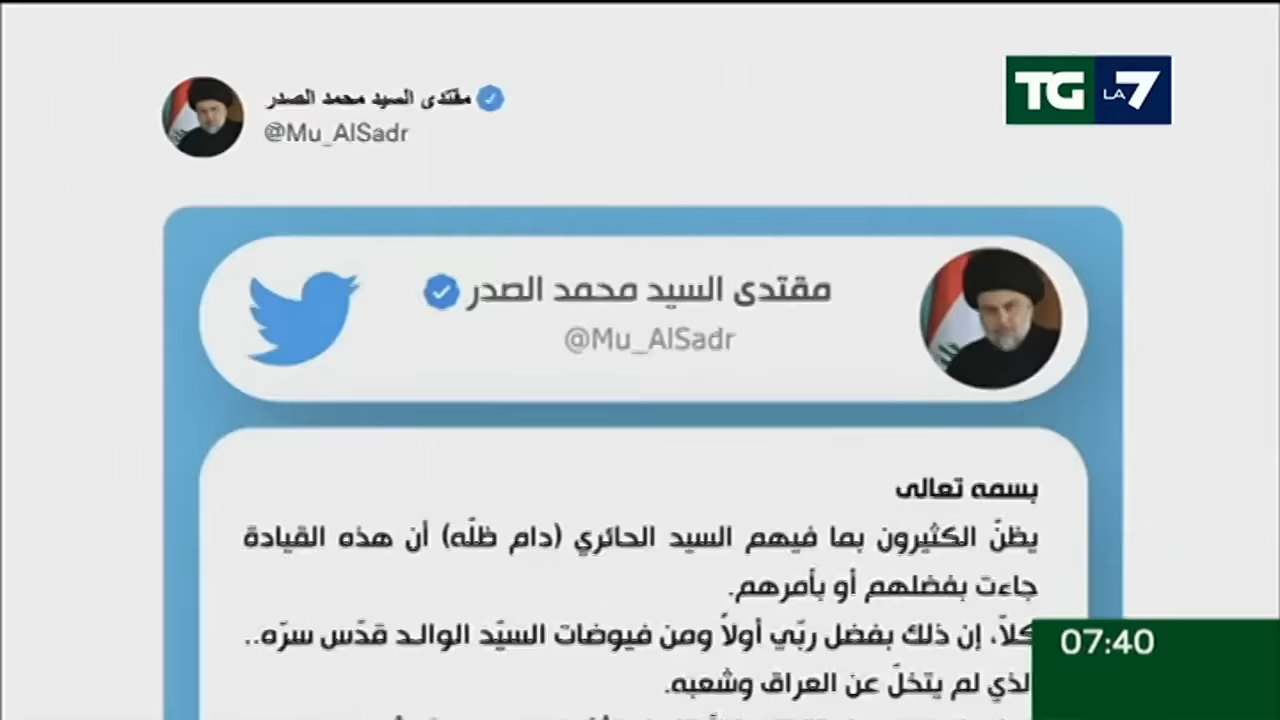 مقتدى السيد محمد الصدر
@Mu_AlSadr
TG LA7
مقتدى السيد محمد الصدر
@Mu_AlSadr
بسمه تعالى
يظنّ الكثيرون بما فيهم السيد الحائري (دام ظلّه) أن هذه القيادة
جاءت بفضلهم أو بأمرهم.
كلاّ، إن ذلك بفضل ربّي أولاً ومن فيوضات السيّد الوالد قدّس سرّه..
الذي لم يتخلّ عن العراق وشعبه.
07:40